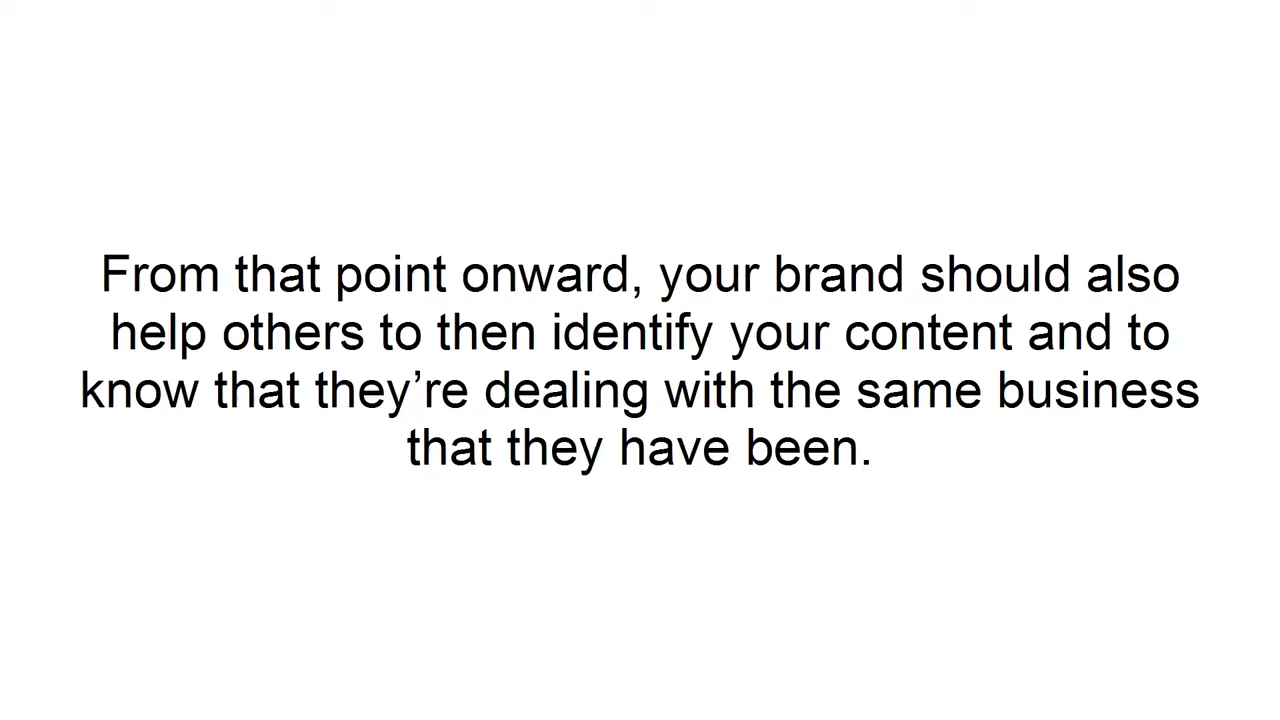 From that point onward, your brand should also
help others to then identify your content and to
know that they’re dealing with the same business
that they have been.